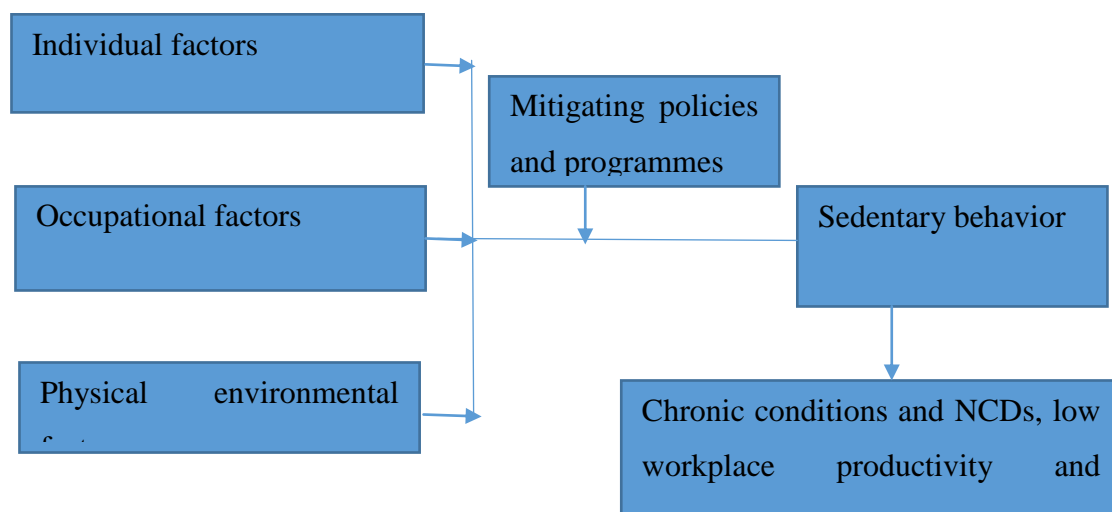 Individual factors
Mitigating policies
and programmes
Occupational factors
Sedentary behavior
Physical environmental
Chronic conditions and NCDs, low
workplace productivity and